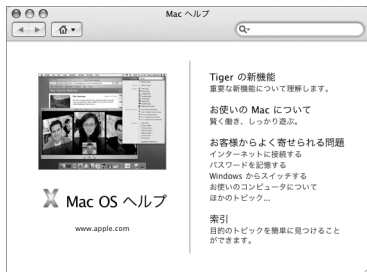 Mac ヘルプ
Tiger の新機能
重要な新機能について理解します。
お使いの Mac について
賢く働き、しっかり遊ぶ。
お客様からよく寄せられる問題
インターネットに接続する
パスワードを記憶する
Windows からスイッチする
お使いのコンピュータについて
ほかのトピック...
索引
目的のトピックを簡単に見つけること
ができます。
Mac OS ヘルプ
www.apple.com